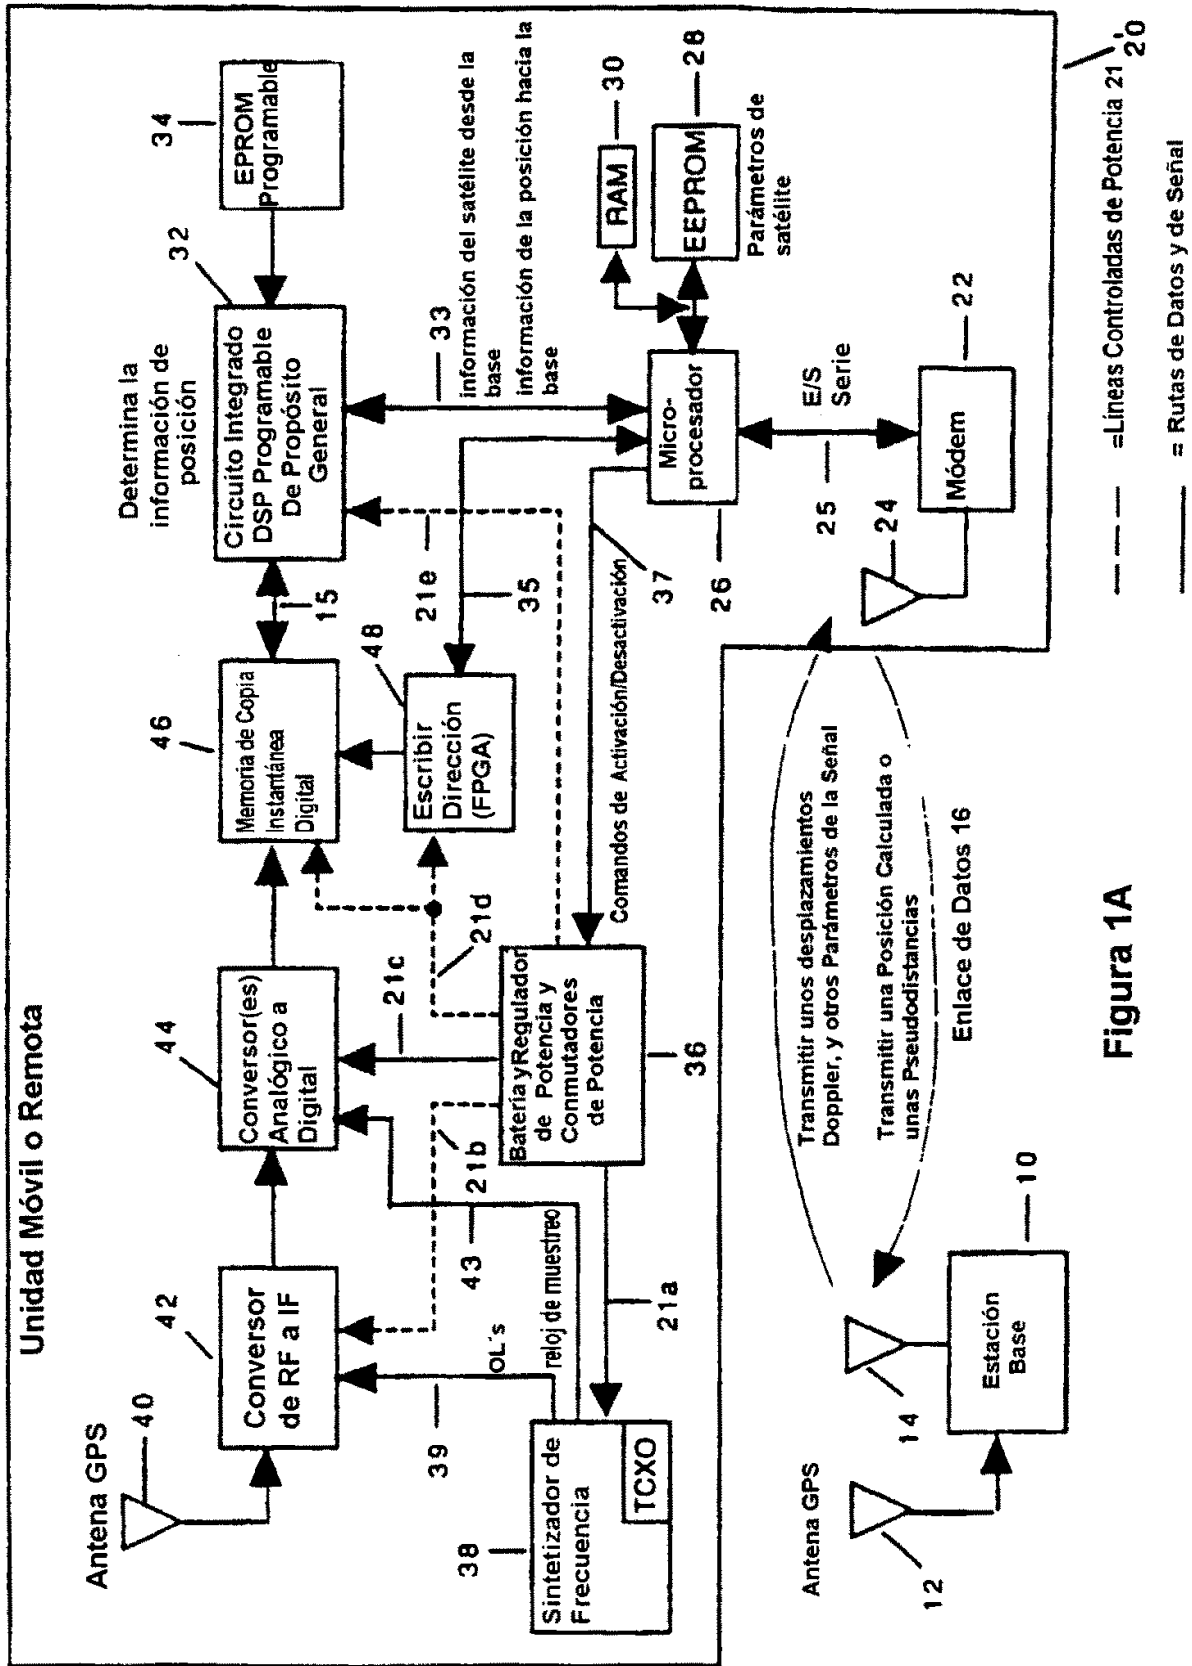 Unidad Móvil o Remota
Antena GPS
40
42
Conversor
de RF a IF
44
Conversor(es)
Analógico a
Digital
46
Memoria de Copia
Instantánea
Digital
15
Determina la
información de
posición
32
Circuito Integrado
DSP Programable
De Propósito
General
34
EPROM
Programable
39
OL´s
reloj de muestreo
43
21b
21c
21d
48
Escribir
Dirección
(FPGA)
21e
35
33
información del satélite desde la
base
información de la posición hacia la
base
38
Sintetizador de
Frecuencia
TCXO
21a
Batería y Regulador
de Potencia y
Conmutadores
de Potencia
36
Comandos de Activación/Desactivación
37
Micro-
procesador
26
RAM
30
EEPROM
28
Parámetros de
satélite
25
E/S
Serie
24
Módem
22
20'
Antena GPS
12
14
Estación
Base
10
Transmitir unos desplazamientos
Doppler, y otros Parámetros de la Señal
Transmitir una Posición Calculada o
unas Pseudodistancias
Enlace de Datos 16
=Líneas Controladas de Potencia 21
= Rutas de Datos y de Señal
Figura 1A